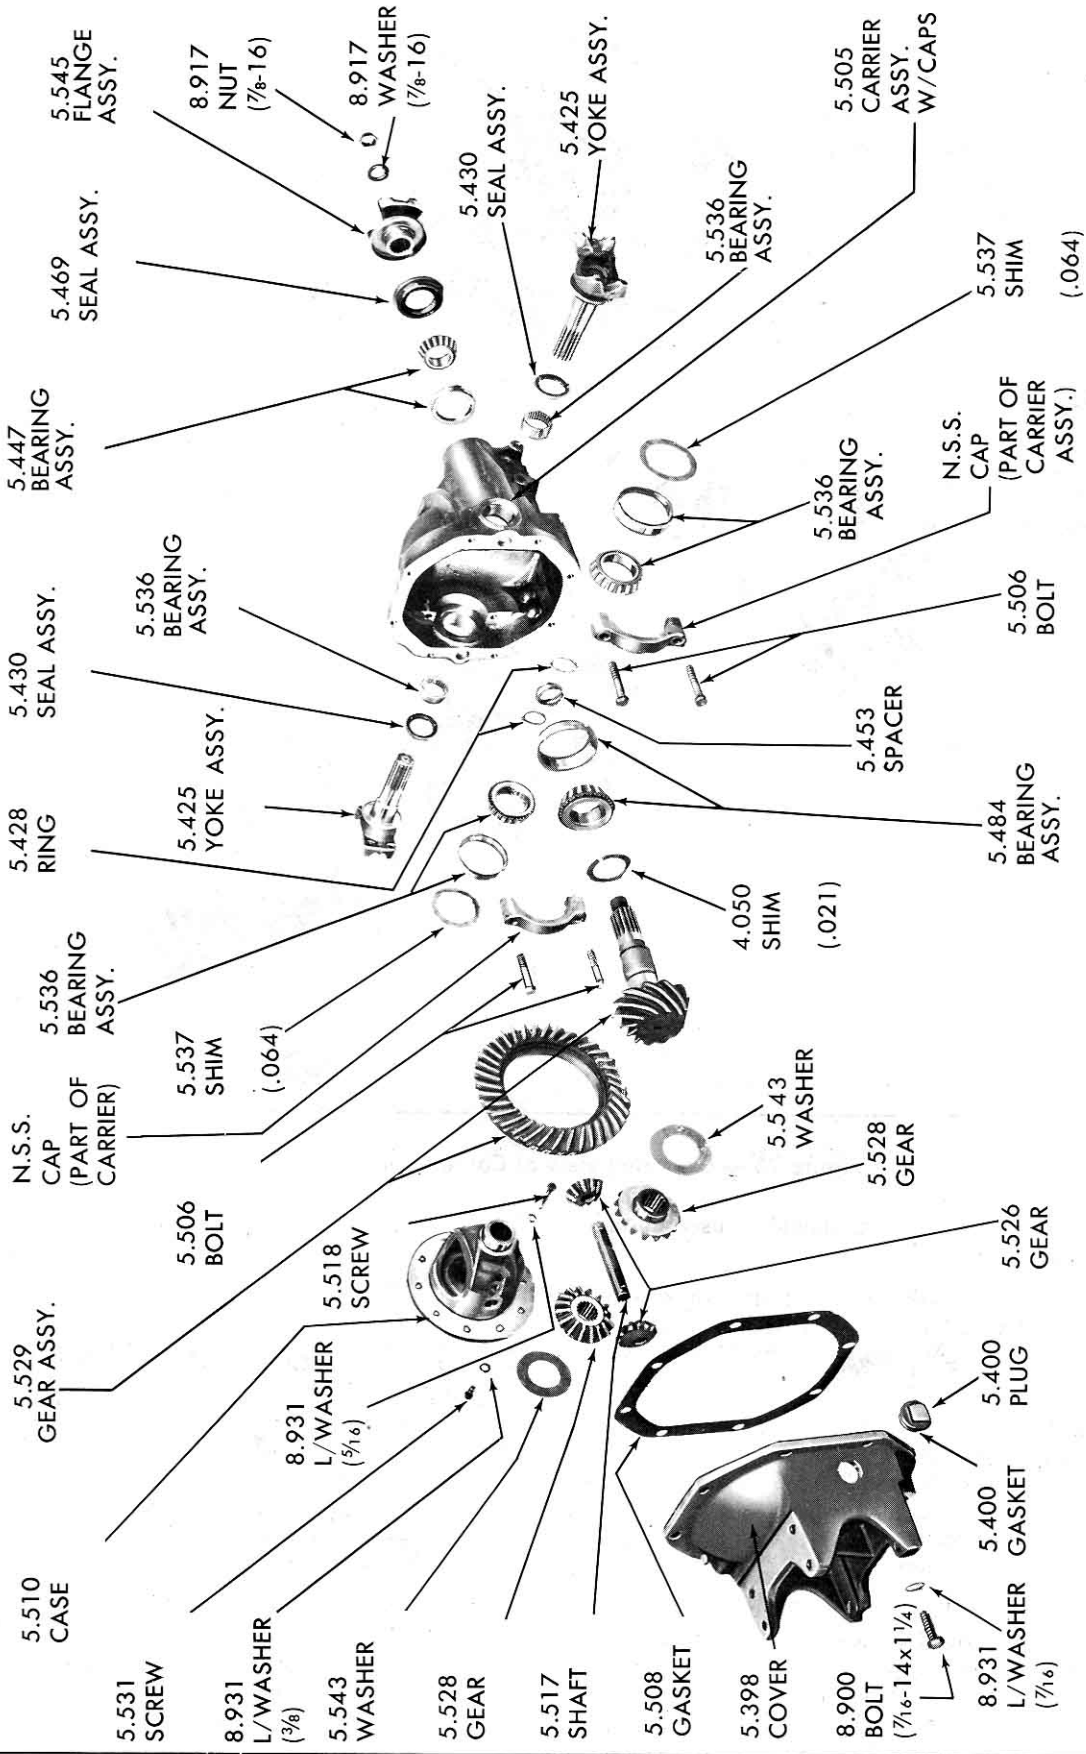 5.510
CASE
5.529
GEAR ASSY.
N.S.S.
CAP
(PART OF
CARRIER)
5.536
BEARING
ASSY.
5.428
RING
5.430
SEAL ASSY.
5.447
BEARING
ASSY.
5.469
SEAL ASSY.
5.545
FLANGE
ASSY.
5.531
SCREW
5.506
BOLT
5.537
SHIM
(.064)
5.425
YOKE ASSY.
5.536
BEARING
ASSY.
8.917
NUT
(7/8-16)
8.917
WASHER
(7/8-16)
8.931
L/WASHER
(3/8)
8.931
L/WASHER
(5/16)
5.518
SCREW
5.430
SEAL ASSY.
5.425
YOKE ASSY.
5.543
WASHER
5.528
GEAR
5.517
SHAFT
5.508
GASKET
5.536
BEARING
ASSY.
5.505
CARRIER
ASSY.
W/CAPS
5.398
COVER
5.543
WASHER
4.050
SHIM
(.021)
5.453
SPACER
5.536
BEARING
ASSY.
5.537
SHIM
(.064)
8.900
BOLT
(7/16-14x1 1/4)
5.528
GEAR
5.484
BEARING
ASSY.
N.S.S.
CAP
(PART OF
CARRIER
ASSY.)
8.931
L/WASHER
(7/16)
5.400
GASKET
5.400
PLUG
5.526
GEAR
5.506
BOLT